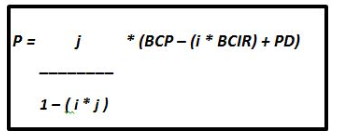 P = j * (BCP – (i * BCIR) + PD)
________
1 – ( i * j )